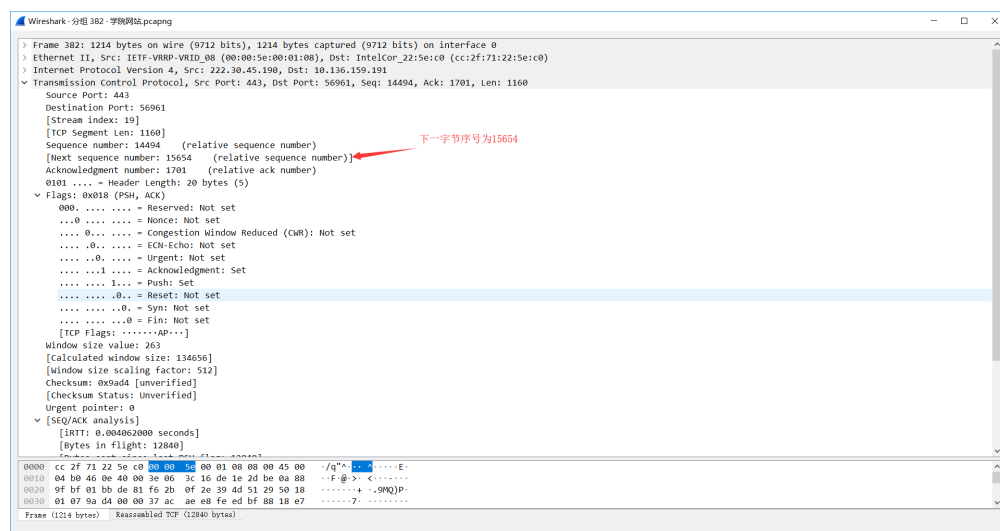 Wireshark · 分组 382 · 学院网站.pcapng
Frame 382: 1214 bytes on wire (9712 bits), 1214 bytes captured (9712 bits) on interface 0
Ethernet II, Src: IETF-VRRP-VRID_08 (00:00:5e:00:01:08), Dst: IntelCor_22:5e:c0 (cc:2f:71:22:5e:c0)
Internet Protocol Version 4, Src: 222.30.45.190, Dst: 10.136.159.191
Transmission Control Protocol, Src Port: 443, Dst Port: 56961, Seq: 14494, Ack: 1701, Len: 1160
Source Port: 443
Destination Port: 56961
[Stream index: 19]
[TCP Segment Len: 1160]
Sequence number: 14494 (relative sequence number)
下一字节序号为15654
[Next sequence number: 15654 (relative sequence number)]
Acknowledgment number: 1701 (relative ack number)
0101 .... = Header Length: 20 bytes (5)
Flags: 0x018 (PSH, ACK)
000. .... .... = Reserved: Not set
...0 .... .... = Nonce: Not set
.... 0... .... = Congestion Window Reduced (CWR): Not set
.... .0.. .... = ECN-Echo: Not set
.... ..0. .... = Urgent: Not set
.... ...1 .... = Acknowledgment: Set
.... .... 1... = Push: Set
.... .... .0.. = Reset: Not set
.... .... ..0. = Syn: Not set
.... .... ...0 = Fin: Not set
[TCP Flags: ·······AP···]
Window size value: 263
[Calculated window size: 134656]
[Window size scaling factor: 512]
Checksum: 0x9ad4 [unverified]
[Checksum Status: Unverified]
Urgent pointer: 0
[SEQ/ACK analysis]
[iRTT: 0.004062000 seconds]
[Bytes in flight: 12840]
0000 cc 2f 71 22 5e c0 00 00 5e 00 01 08 08 00 45 00 ·/q"^···^·····E·
0010 04 b0 46 0e 40 00 3e 06 3c 16 de 1e 2d be 0a 88 ··F·@·>·<···-···
0020 9f bf 01 bb de 81 f6 2b 0f 2e 39 4d 51 29 50 18 ·······+·.9MQ)P·
0030 01 07 9a d4 00 00 37 ac ae e8 fe ed bf 88 18 e7 ······7·········
Frame (1214 bytes) Reassembled TCP (12840 bytes)